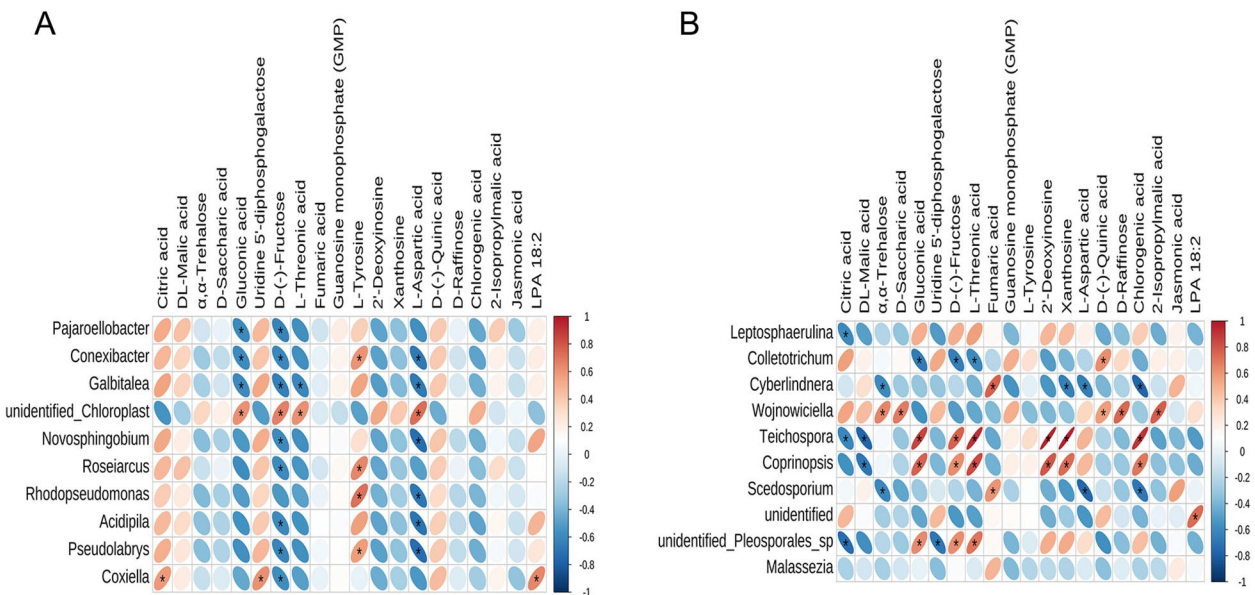 A
Citric acid
DL-Malic acid
α,α-Trehalose
D-Saccharic acid
Gluconic acid
Uridine 5'-diphosphogalactose
D-(-)-Fructose
L-Threonic acid
Fumaric acid
Guanosine monophosphate (GMP)
L-Tyrosine
2'-Deoxyinosine
Xanthosine
L-Aspartic acid
D-(-)-Quinic acid
D-Raffinose
Chlorogenic acid
2-Isopropylmalic acid
Jasmonic acid
LPA 18:2
Pajaroellobacter
Conexibacter
Galbitalea
unidentified_Chloroplast
Novosphingobium
Roseiarcus
Rhodopseudomonas
Acidipila
Pseudolabrys
Coxiella
1
0.8
0.6
0.4
0.2
0
-0.2
-0.4
-0.6
-0.8
-1
B
Citric acid
DL-Malic acid
α,α-Trehalose
D-Saccharic acid
Gluconic acid
Uridine 5'-diphosphogalactose
D-(-)-Fructose
L-Threonic acid
Fumaric acid
Guanosine monophosphate (GMP)
L-Tyrosine
2'-Deoxyinosine
Xanthosine
L-Aspartic acid
D-(-)-Quinic acid
D-Raffinose
Chlorogenic acid
2-Isopropylmalic acid
Jasmonic acid
LPA 18:2
Leptosphaerulina
Colletotrichum
Cyberlindnera
Wojnowiciella
Teichospora
Coprinopsis
Scedosporium
unidentified
unidentified_Pleosporales_sp
Malassezia
1
0.8
0.6
0.4
0.2
0
-0.2
-0.4
-0.6
-0.8
-1